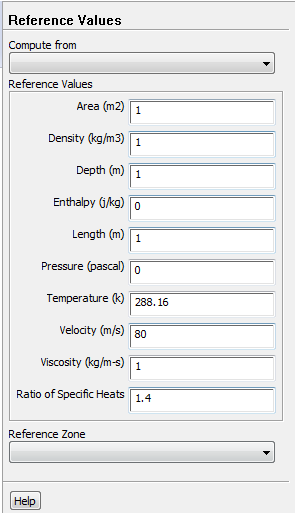 Reference Values
Compute from
Reference Values
Area (m2) 1
Density (kg/m3) 1
Depth (m) 1
Enthalpy (j/kg) 0
Length (m) 1
Pressure (pascal) 0
Temperature (k) 288.16
Velocity (m/s) 80
Viscosity (kg/m-s) 1
Ratio of Specific Heats 1.4
Reference Zone
Help